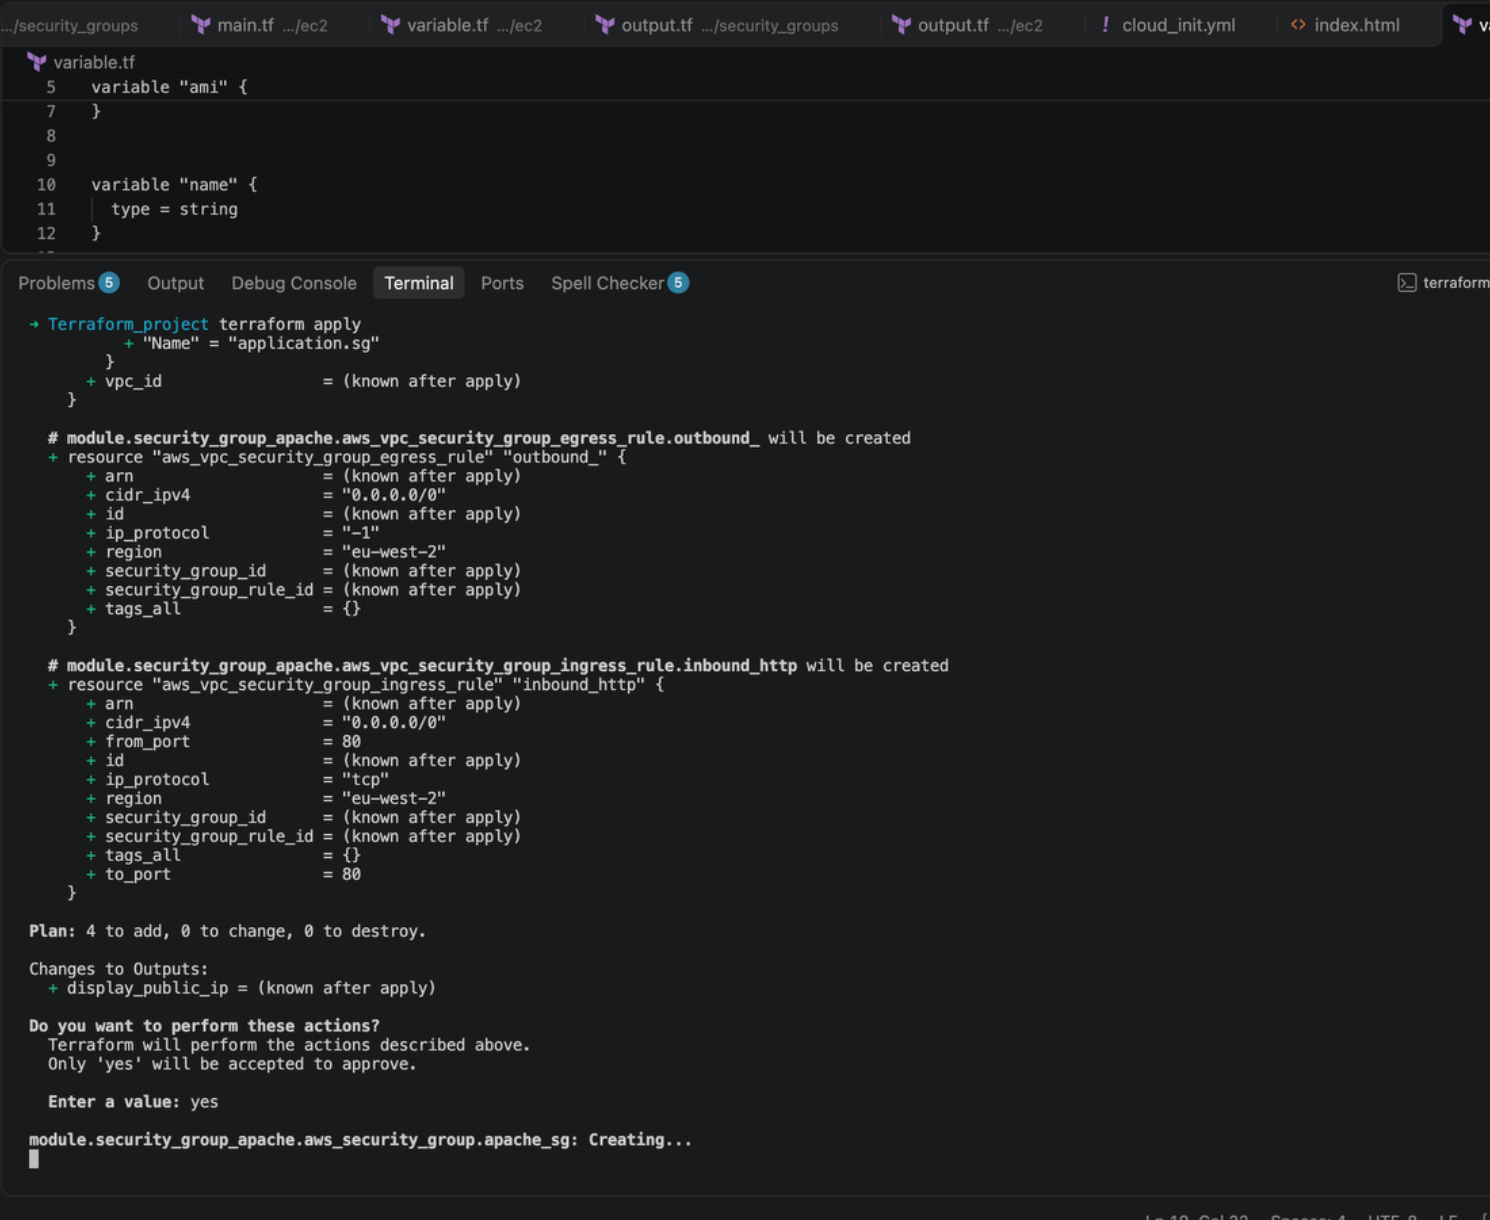 .../security_groups main.tf .../ec2 variable.tf .../ec2 output.tf .../security_groups output.tf .../ec2 ! cloud_init.yml <> index.html
variable.tf
5 variable "ami" {
7 }
8
9
10 variable "name" {
11 type = string
12 }
Problems 5 Output Debug Console Terminal Ports Spell Checker 5 terraform
→ Terraform_project terraform apply
+ "Name" = "application.sg"
}
+ vpc_id = (known after apply)
}
# module.security_group_apache.aws_vpc_security_group_egress_rule.outbound_ will be created
+ resource "aws_vpc_security_group_egress_rule" "outbound_" {
+ arn = (known after apply)
+ cidr_ipv4 = "0.0.0.0/0"
+ id = (known after apply)
+ ip_protocol = "-1"
+ region = "eu-west-2"
+ security_group_id = (known after apply)
+ security_group_rule_id = (known after apply)
+ tags_all = {}
}
# module.security_group_apache.aws_vpc_security_group_ingress_rule.inbound_http will be created
+ resource "aws_vpc_security_group_ingress_rule" "inbound_http" {
+ arn = (known after apply)
+ cidr_ipv4 = "0.0.0.0/0"
+ from_port = 80
+ id = (known after apply)
+ ip_protocol = "tcp"
+ region = "eu-west-2"
+ security_group_id = (known after apply)
+ security_group_rule_id = (known after apply)
+ tags_all = {}
+ to_port = 80
}
Plan: 4 to add, 0 to change, 0 to destroy.
Changes to Outputs:
+ display_public_ip = (known after apply)
Do you want to perform these actions?
Terraform will perform the actions described above.
Only 'yes' will be accepted to approve.
Enter a value: yes
module.security_group_apache.aws_security_group.apache_sg: Creating...